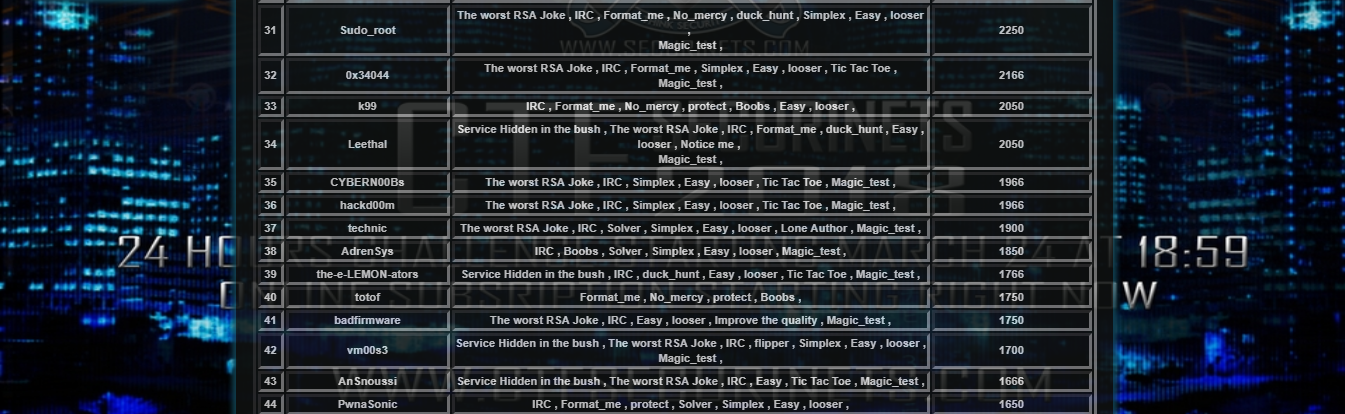 31 Sudo_root The worst RSA Joke , IRC , Format_me , No_mercy , duck_hunt , Simplex , Easy , looser
,
Magic_test , 2250
32 0x34044 The worst RSA Joke , IRC , Format_me , Simplex , Easy , looser , Tic Tac Toe ,
Magic_test , 2166
33 k99 IRC , Format_me , No_mercy , protect , Boobs , Easy , looser , 2050
34 Leethal Service Hidden in the bush , The worst RSA Joke , IRC , Format_me , duck_hunt , Easy ,
looser , Notice me ,
Magic_test , 2050
35 CYBERN00Bs The worst RSA Joke , IRC , Simplex , Easy , looser , Tic Tac Toe , Magic_test , 1966
36 hackd00m The worst RSA Joke , IRC , Simplex , Easy , looser , Tic Tac Toe , Magic_test , 1966
37 technic The worst RSA Joke , IRC , Solver , Simplex , Easy , looser , Lone Author , Magic_test , 1900
38 AdrenSys IRC , Boobs , Solver , Simplex , Easy , looser , Magic_test , 1850
39 the-e-LEMON-ators Service Hidden in the bush , IRC , duck_hunt , Easy , looser , Tic Tac Toe , Magic_test , 1766
40 totof Format_me , No_mercy , protect , Boobs , 1750
41 badfirmware The worst RSA Joke , IRC , Easy , looser , Improve the quality , Magic_test , 1750
42 vm00s3 Service Hidden in the bush , The worst RSA Joke , IRC , flipper , Simplex , Easy , looser ,
Magic_test , 1700
43 AnSnoussi Service Hidden in the bush , The worst RSA Joke , IRC , Easy , Tic Tac Toe , Magic_test , 1666
44 PwnaSonic IRC , Format_me , protect , Solver , Simplex , Easy , looser , 1650
WWW.SECURINETS.COM
CTF SECURINETS
2018
24 HOURS MARCH 24 AT 18:59
RIGHT NOW